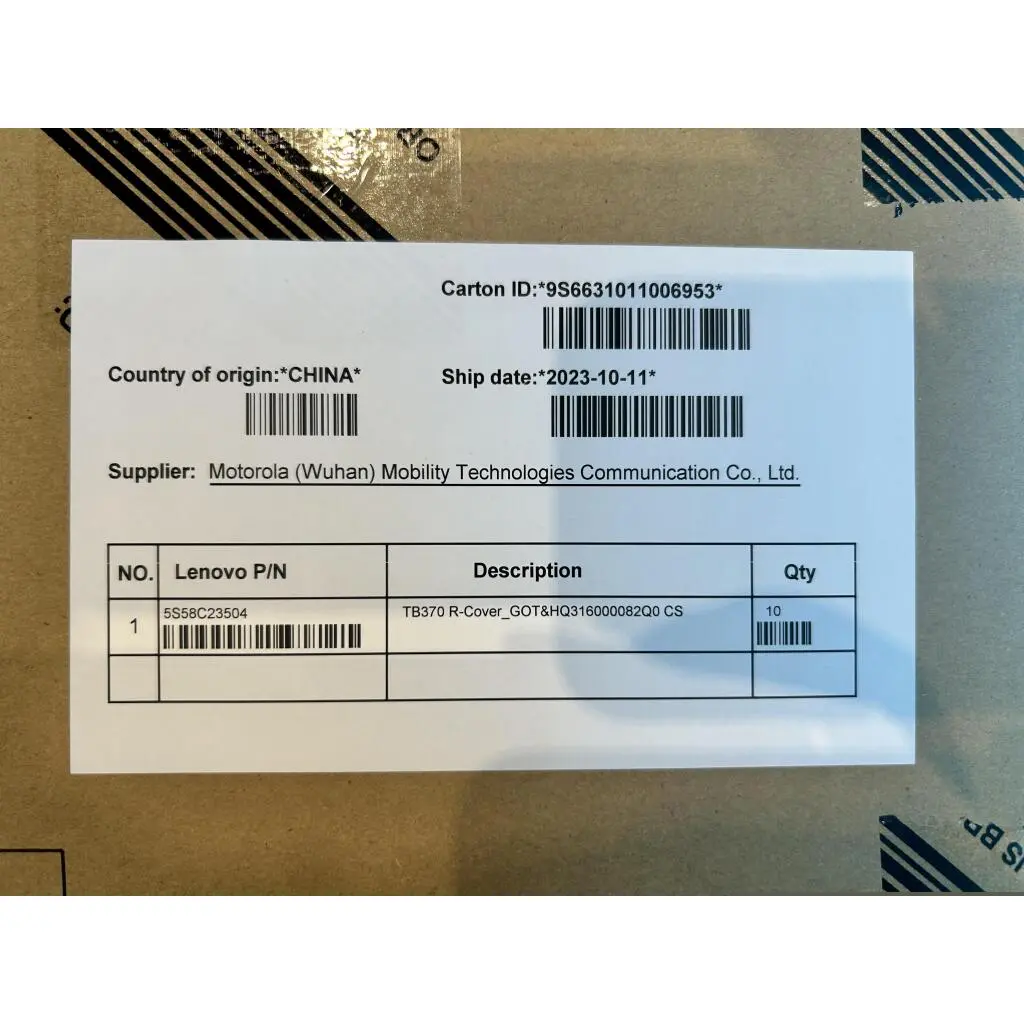 Carton ID:*9S6631011006953*
Country of origin:*CHINA*
Ship date:*2023-10-11*
Supplier: Motorola (Wuhan) Mobility Technologies Communication Co., Ltd.
NO. Lenovo P/N Description Qty
1 5S58C23504 TB370 R-Cover_GOT&HQ316000082Q0 CS 10